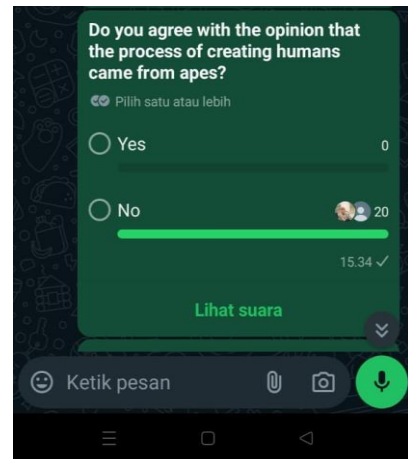 Do you agree with the opinion that
the process of creating humans
came from apes?
Pilih satu atau lebih
Yes 0
No 20
15.34
Lihat suara
Ketik pesan